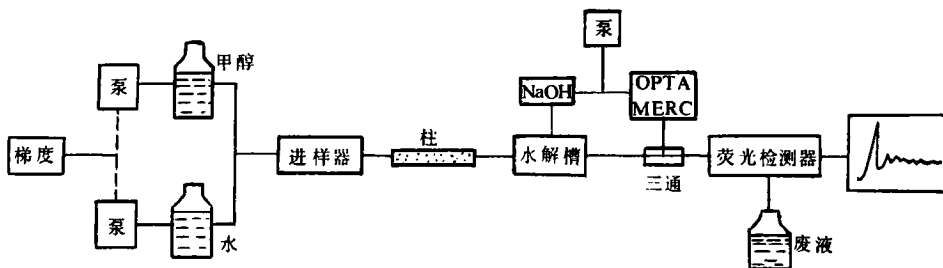 泵
甲醇
泵
NaOH
OPTA
MERC
梯度
进样器
柱
水解槽
三通
荧光检测器
泵
水
废液